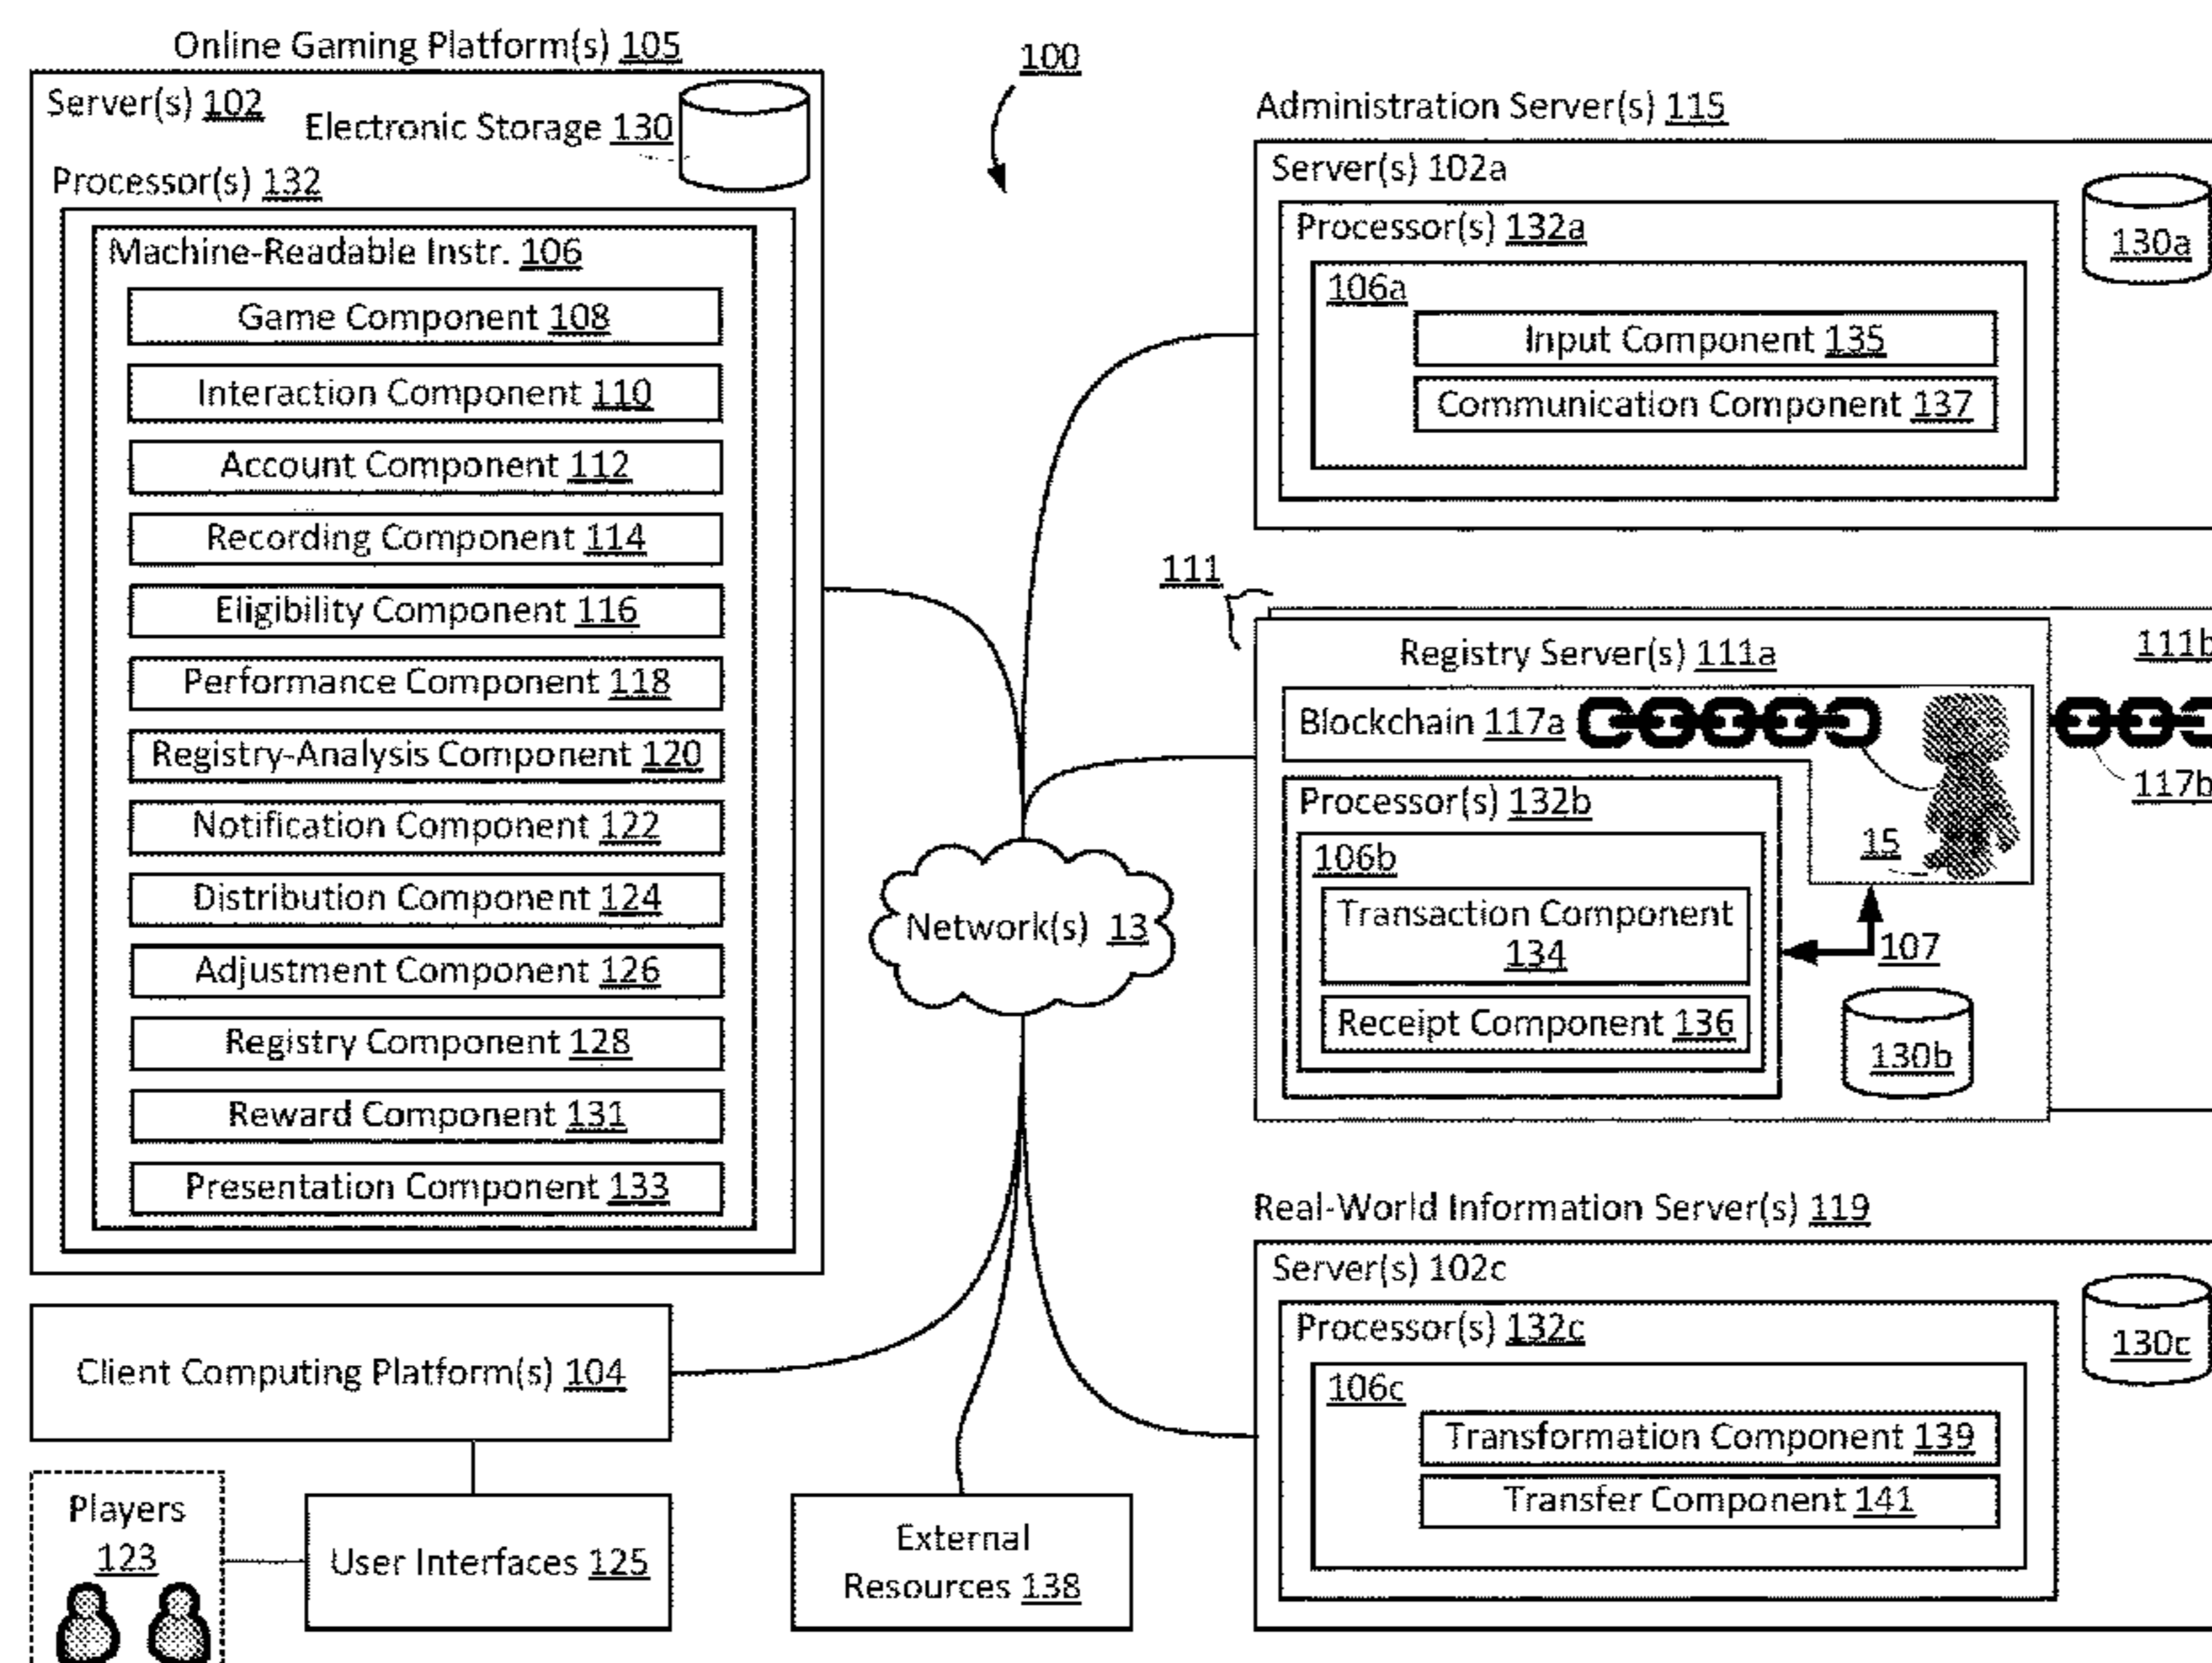 Online Gaming Platform(s) 105
Server(s) 102
Electronic Storage 130
Processor(s) 132
Machine-Readable Instr. 106
Game Component 108
Interaction Component 110
Account Component 112
Recording Component 114
Eligibility Component 116
Performance Component 118
Registry-Analysis Component 120
Notification Component 122
Distribution Component 124
Adjustment Component 126
Registry Component 128
Reward Component 131
Presentation Component 133
Client Computing Platform(s) 104
Players
123
User Interfaces 125
100
Network(s) 13
External
Resources 138
Administration Server(s) 115
Server(s) 102a
Processor(s) 132a
130a
106a
Input Component 135
Communication Component 137
111
Registry Server(s) 111a
111b
Blockchain 117a
117b
Processor(s) 132b
15
106b
Transaction Component
134
107
Receipt Component 136
130b
Real-World Information Server(s) 119
Server(s) 102c
Processor(s) 132c
130c
106c
Transformation Component 139
Transfer Component 141